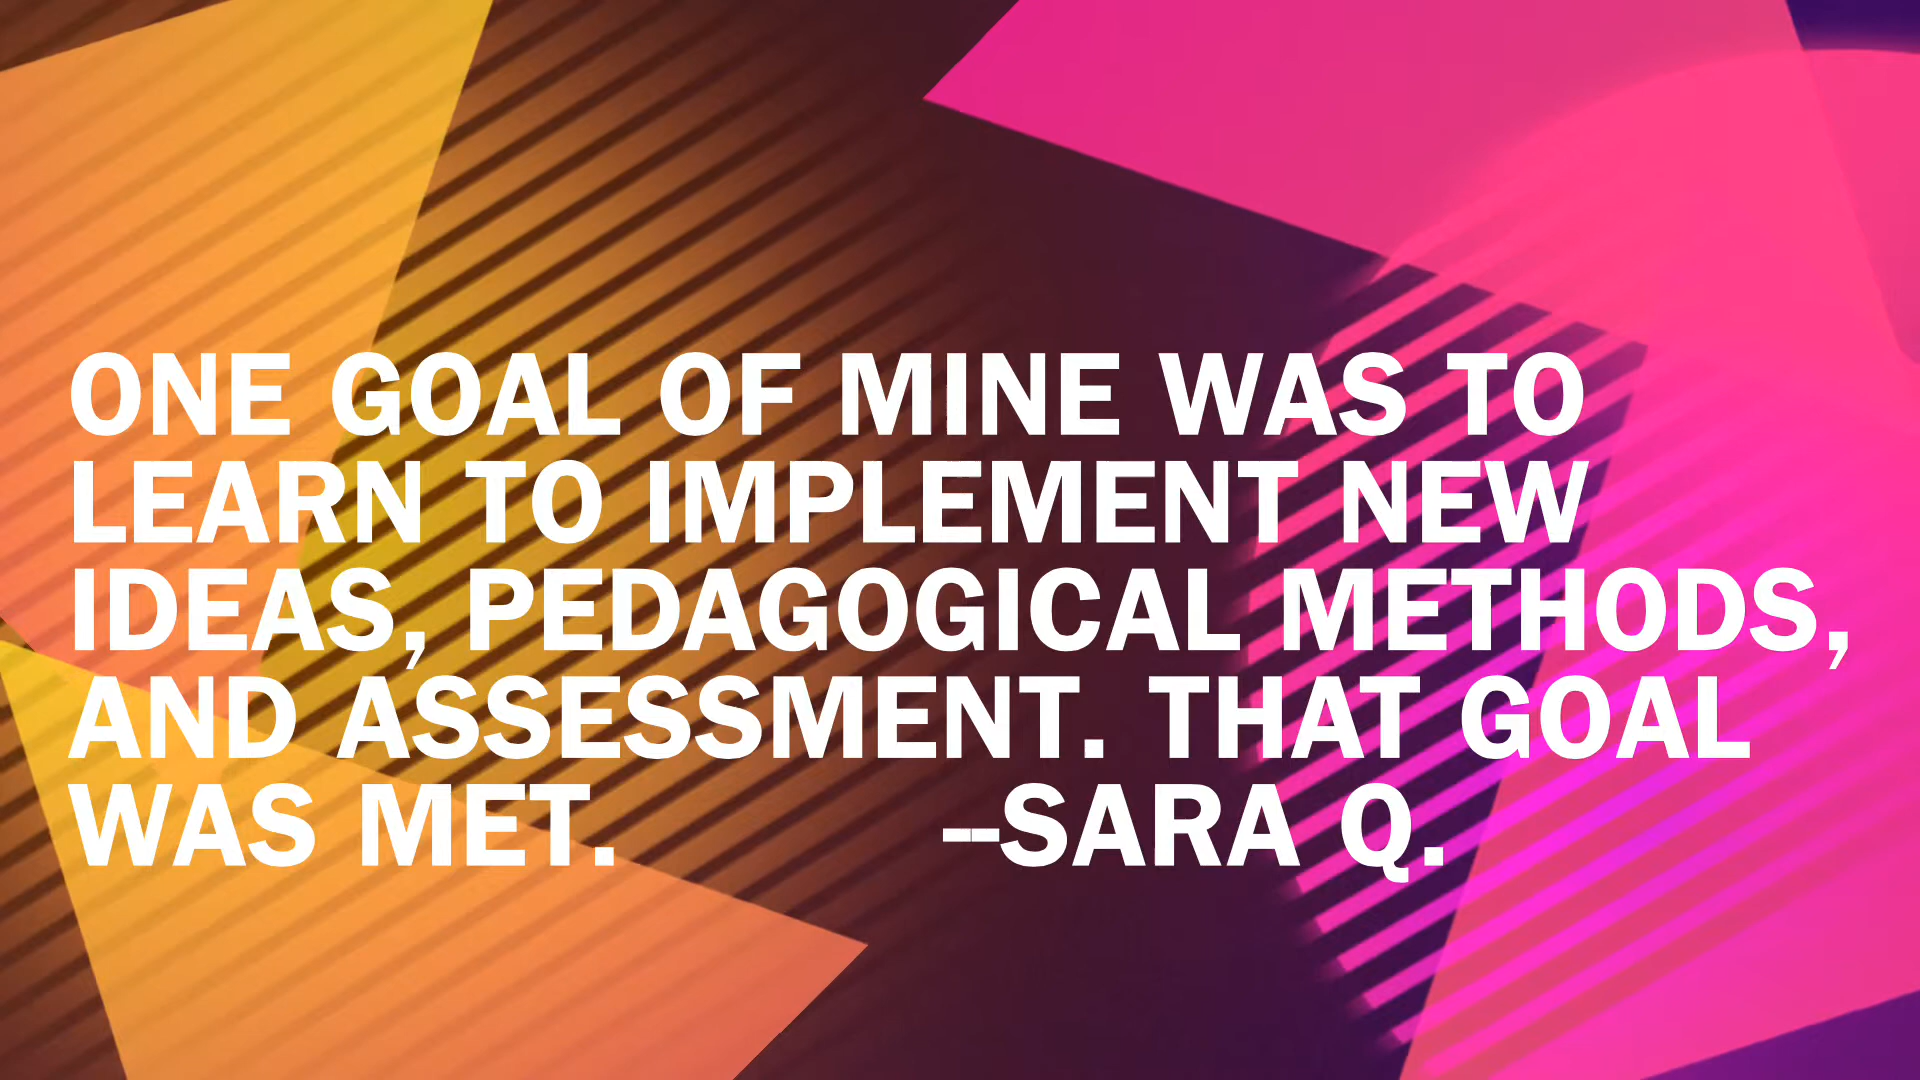 ONE GOAL OF MINE WAS TO
LEARN TO IMPLEMENT NEW
IDEAS, PEDAGOGICAL METHODS,
AND ASSESSMENT. THAT GOAL
WAS MET. --SARA Q.